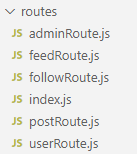 routes
JS adminRoute.js
JS feedRoute.js
JS followRoute.js
JS index.js
JS postRoute.js
JS userRoute.js